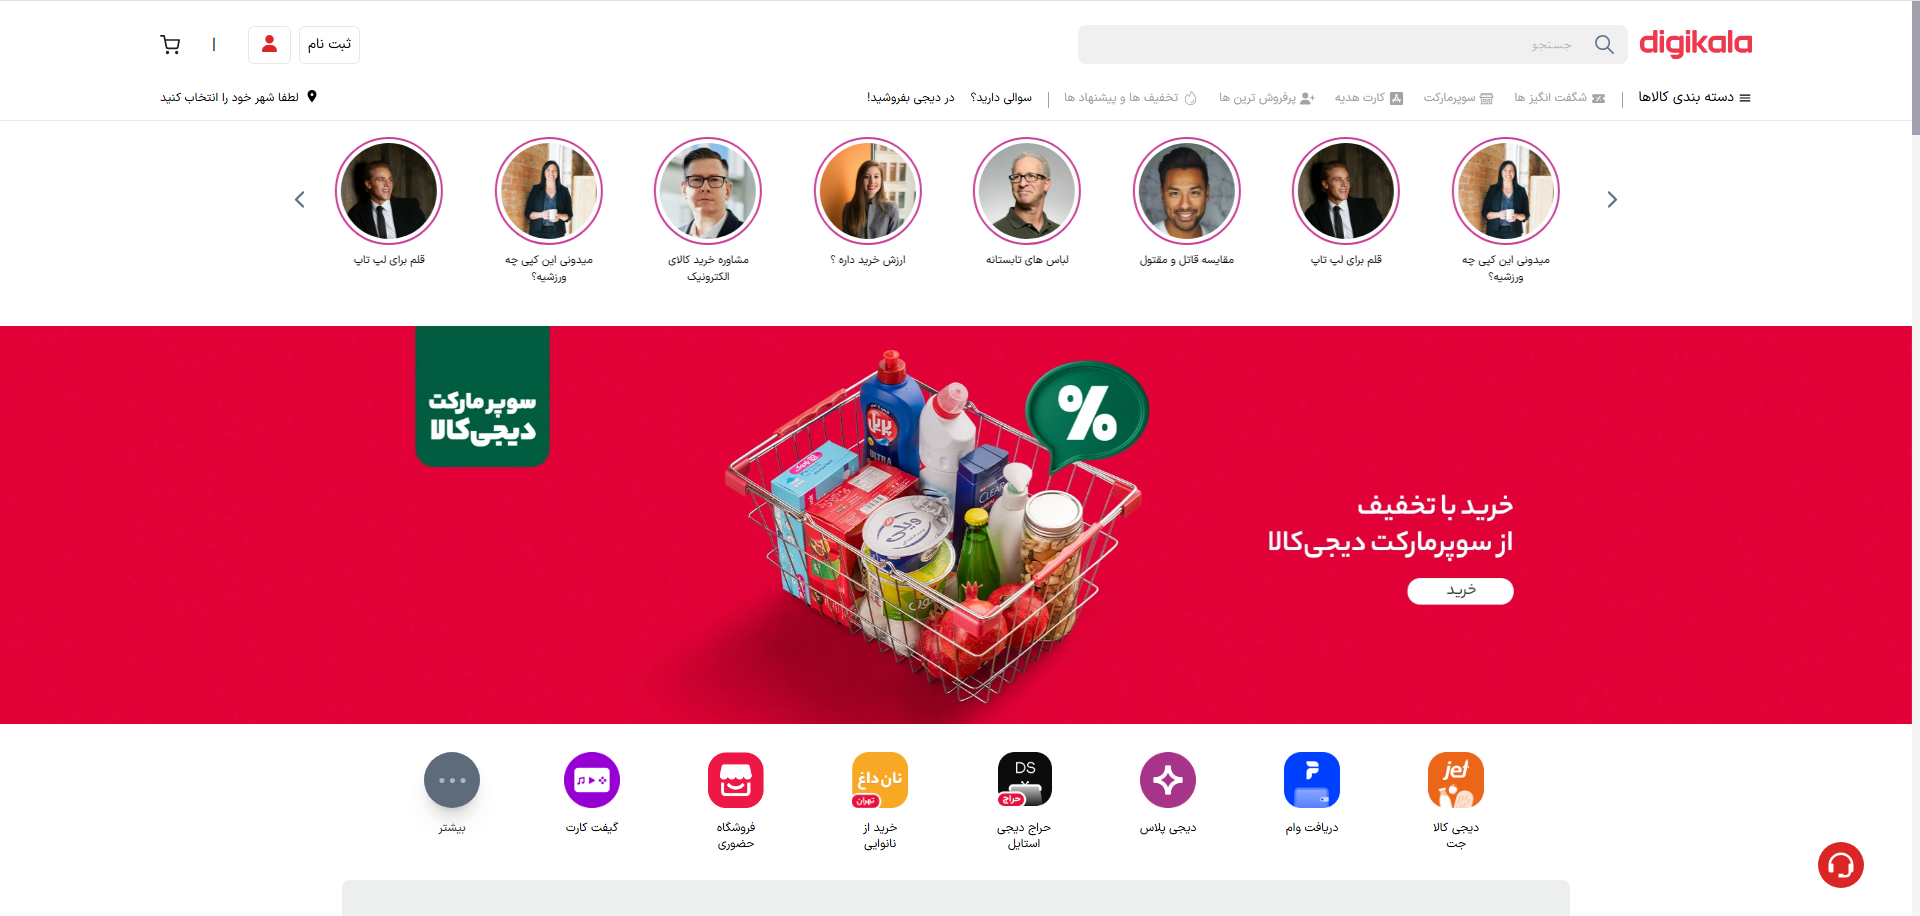 digikala
جستجو
ثبت نام
دسته بندی کالاها
شگفت انگیز ها
سوپرمارکت
کارت هدیه
پرفروش ترین ها
تخفیف ها و پیشنهاد ها
سوالی دارید؟
در دیجی بفروشید!
لطفا شهر خود را انتخاب کنید
میدونی این کپی چه
ورزشیه؟
قلم برای لپ تاپ
مقایسه قاتل و مقتول
لباس های تابستانه
ارزش خرید داره ؟
مشاوره خرید کالای
الکترونیک
میدونی این کپی چه
ورزشیه؟
قلم برای لپ تاپ
سوپرمارکت
دیجی‌کالا
%
ULTRA
CLEAR
خرید با تخفیف
از سوپرمارکت دیجی‌کالا
خرید
jet
دیجی کالا
جت
دریافت وام
دیجی پلاس
DS
حراج
حراج دیجی
استایل
نان داغ
تهران
خرید از
نانوایی
فروشگاه
حضوری
گیفت کارت
بیشتر